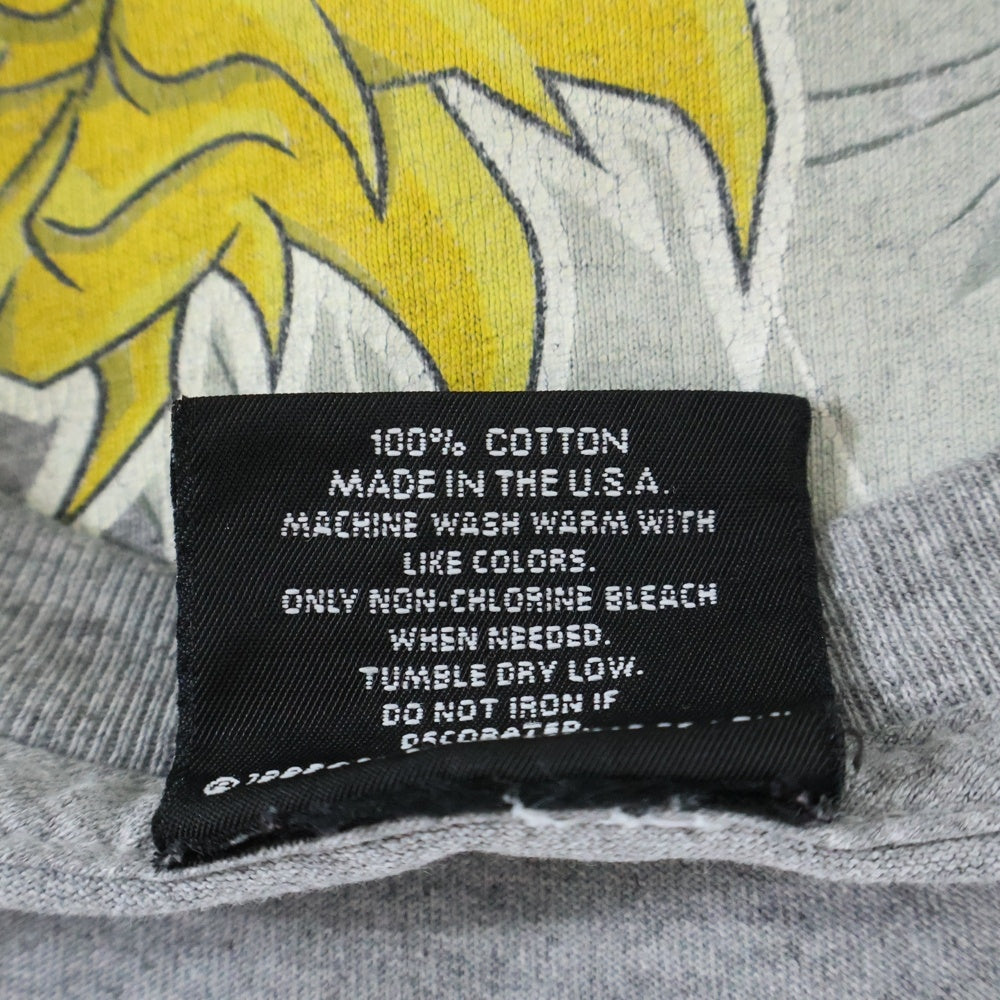 100% COTTON
MADE IN THE U.S.A.
MACHINE WASH WARM WITH
LIKE COLORS.
ONLY NON-CHLORINE BLEACH
WHEN NEEDED.
TUMBLE DRY LOW.
DO NOT IRON IF